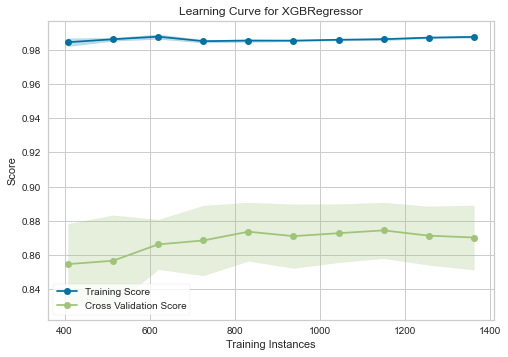 Learning Curve for XGBRegressor
Score
0.98
0.96
0.94
0.92
0.90
0.88
0.86
0.84
Training Score
Cross Validation Score
400
600
800
1000
1200
1400
Training Instances